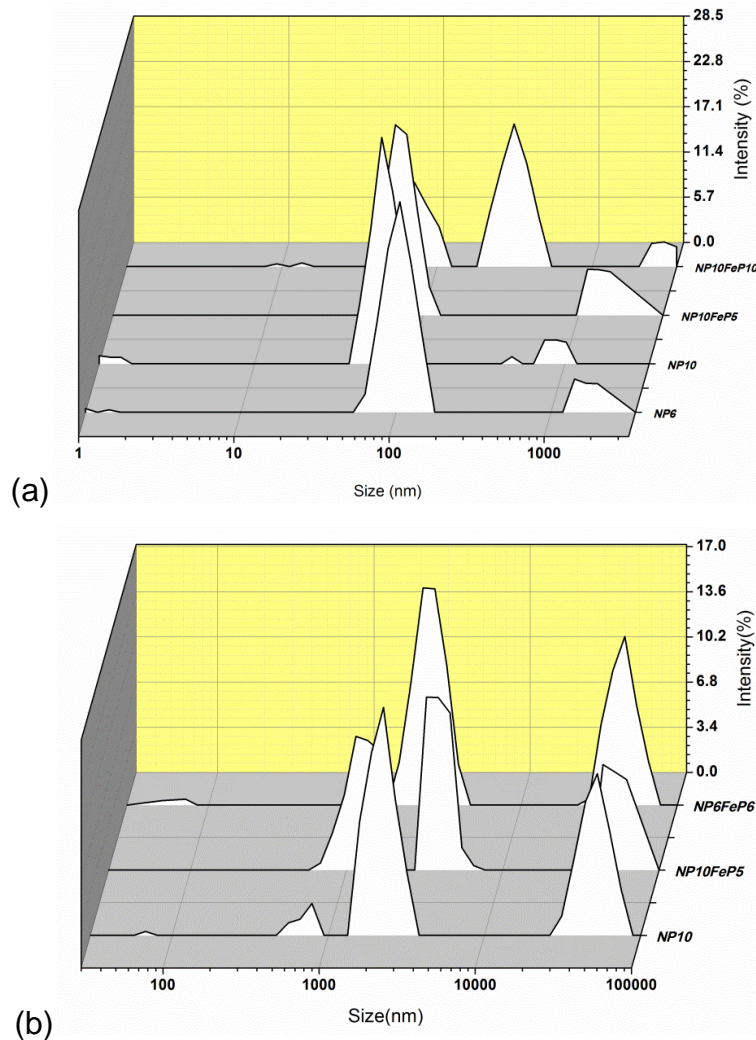 28.5
22.8
17.1
11.4
5.7
0.0
Intensity (%)
NP10FeP10
NP10FeP5
NP10
NP6
1 10 100 1000
(a)
Size (nm)
17.0
13.6
10.2
6.8
3.4
0.0
Intensity(%)
NP6FeP6
NP10FeP5
NP10
100 1000 10000 100000
(b)
Size(nm)